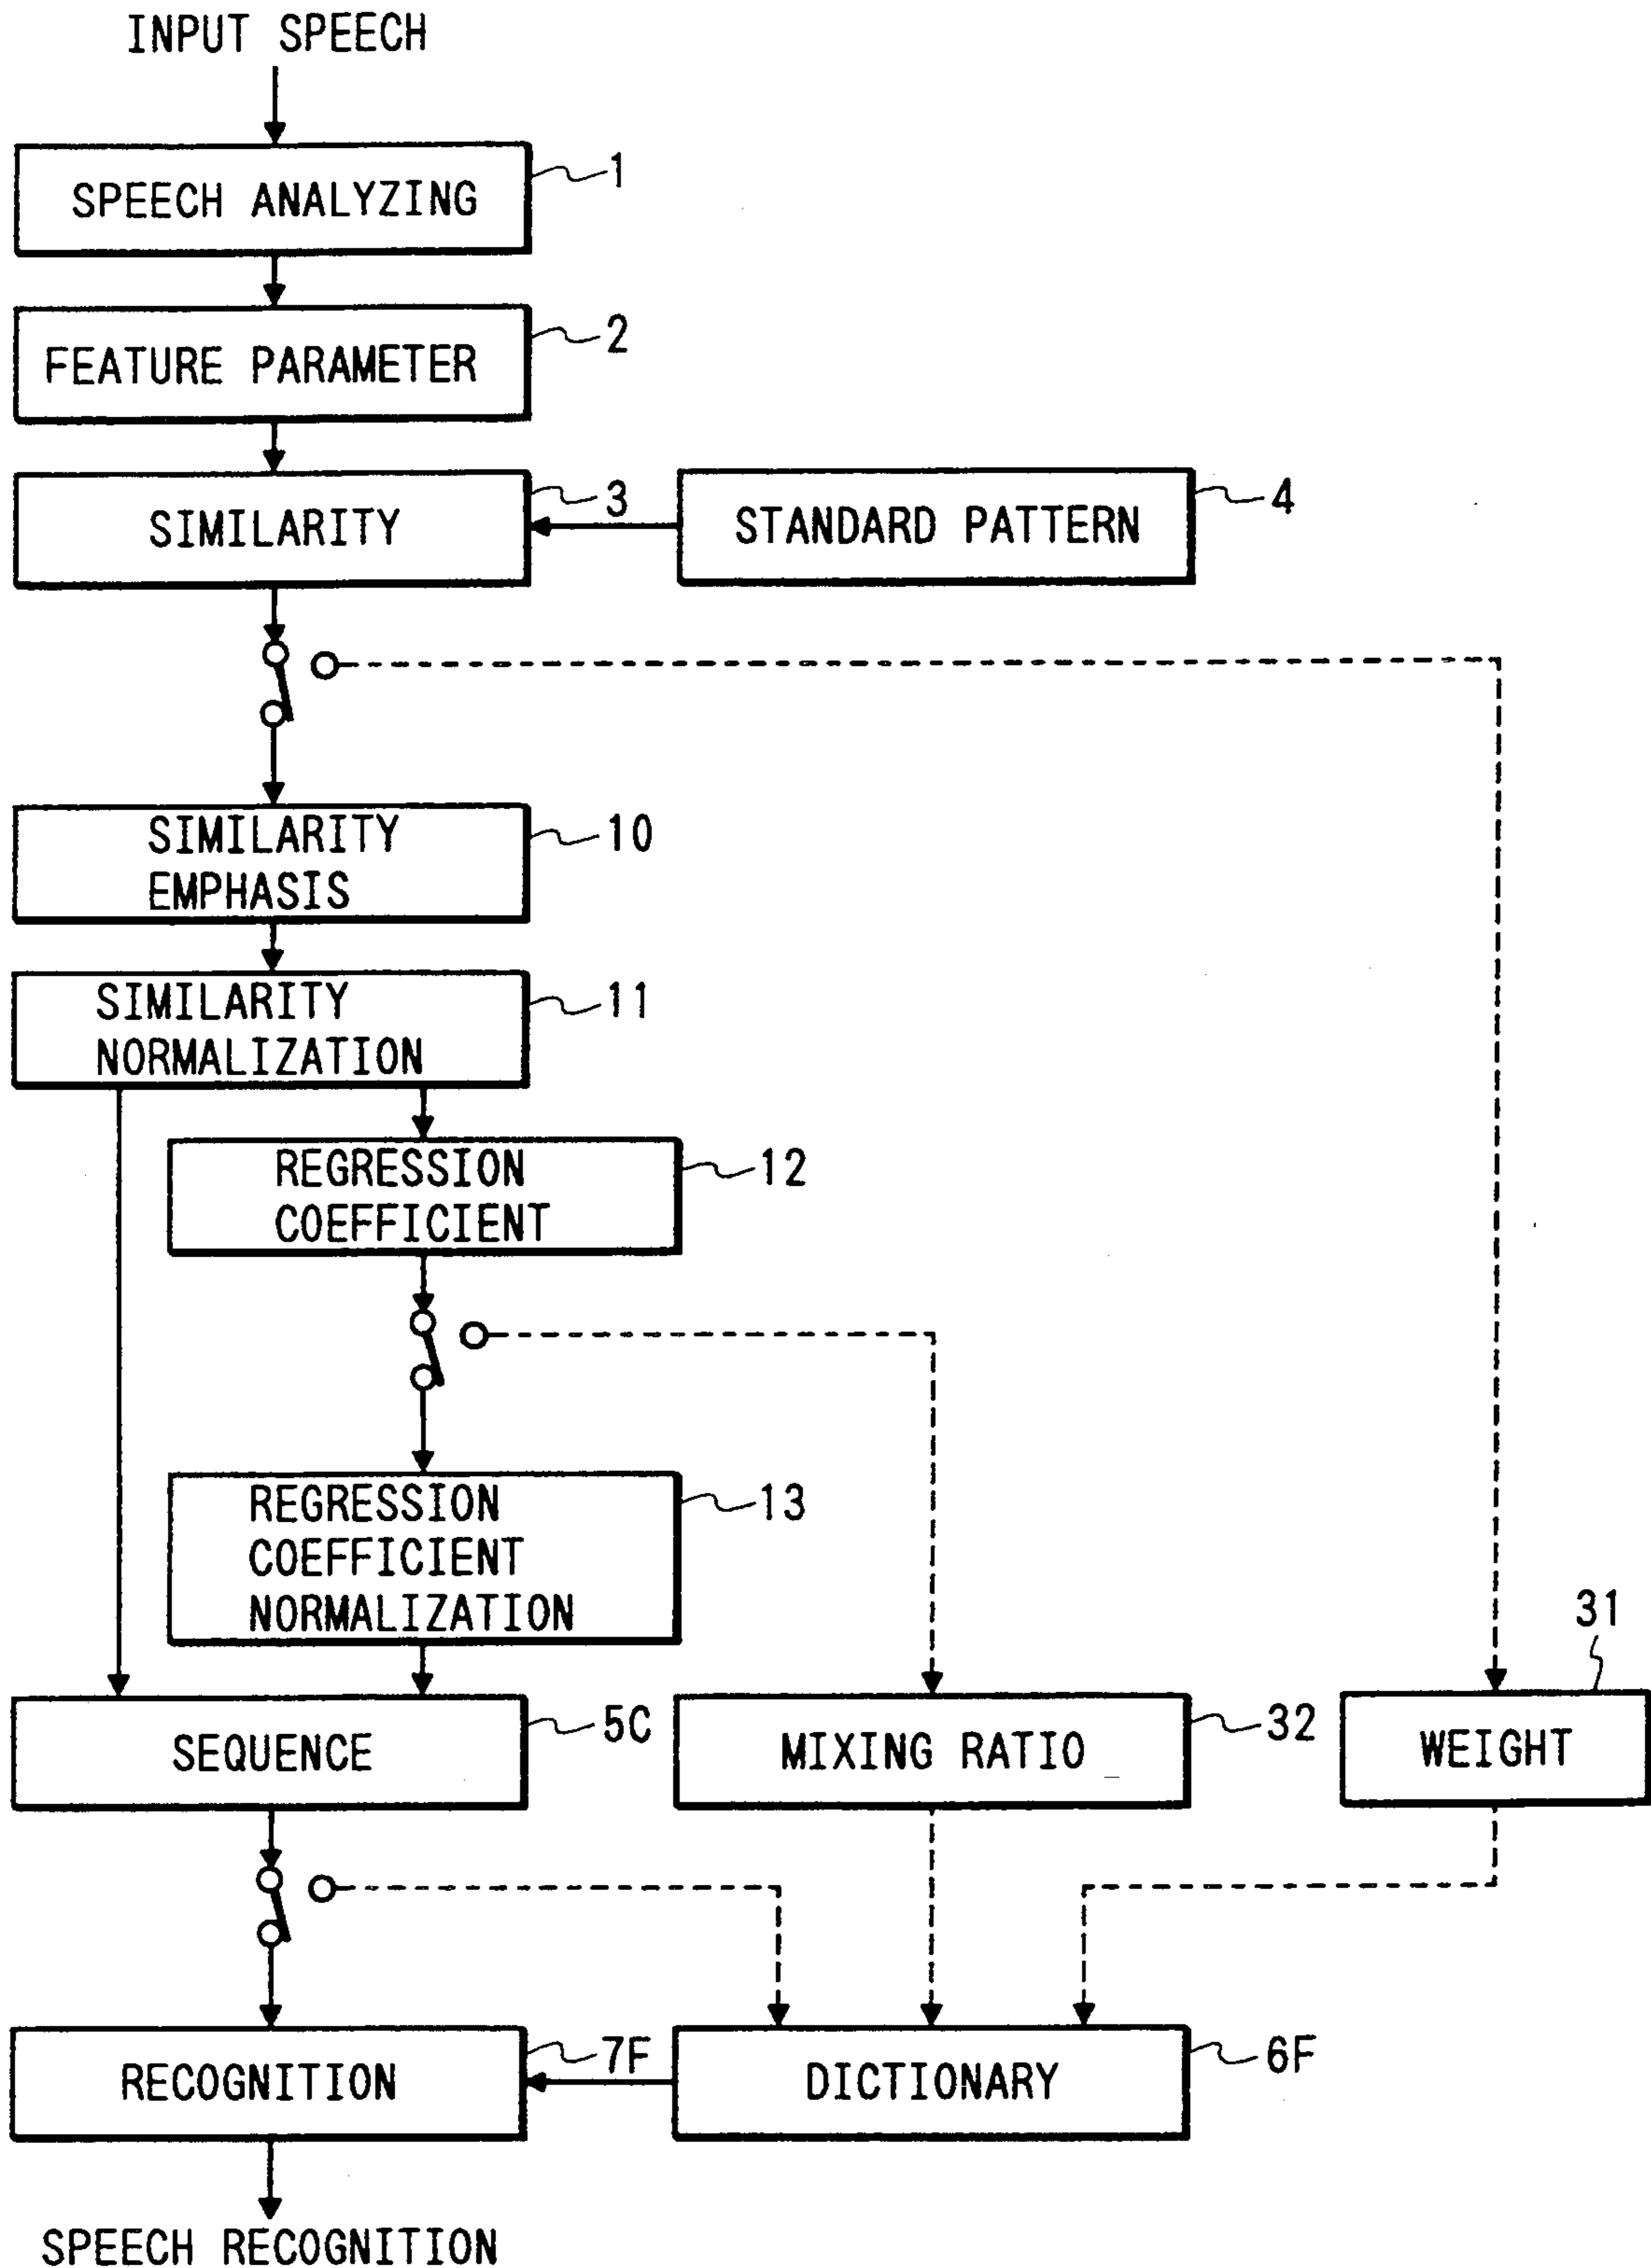 INPUT SPEECH
SPEECH ANALYZING
1
FEATURE PARAMETER
2
SIMILARITY
3
STANDARD PATTERN
4
SIMILARITY
EMPHASIS
10
SIMILARITY
NORMALIZATION
11
REGRESSION
COEFFICIENT
12
REGRESSION
COEFFICIENT
NORMALIZATION
13
SEQUENCE
5C
MIXING RATIO
32
WEIGHT
31
RECOGNITION
7F
DICTIONARY
6F
SPEECH RECOGNITION